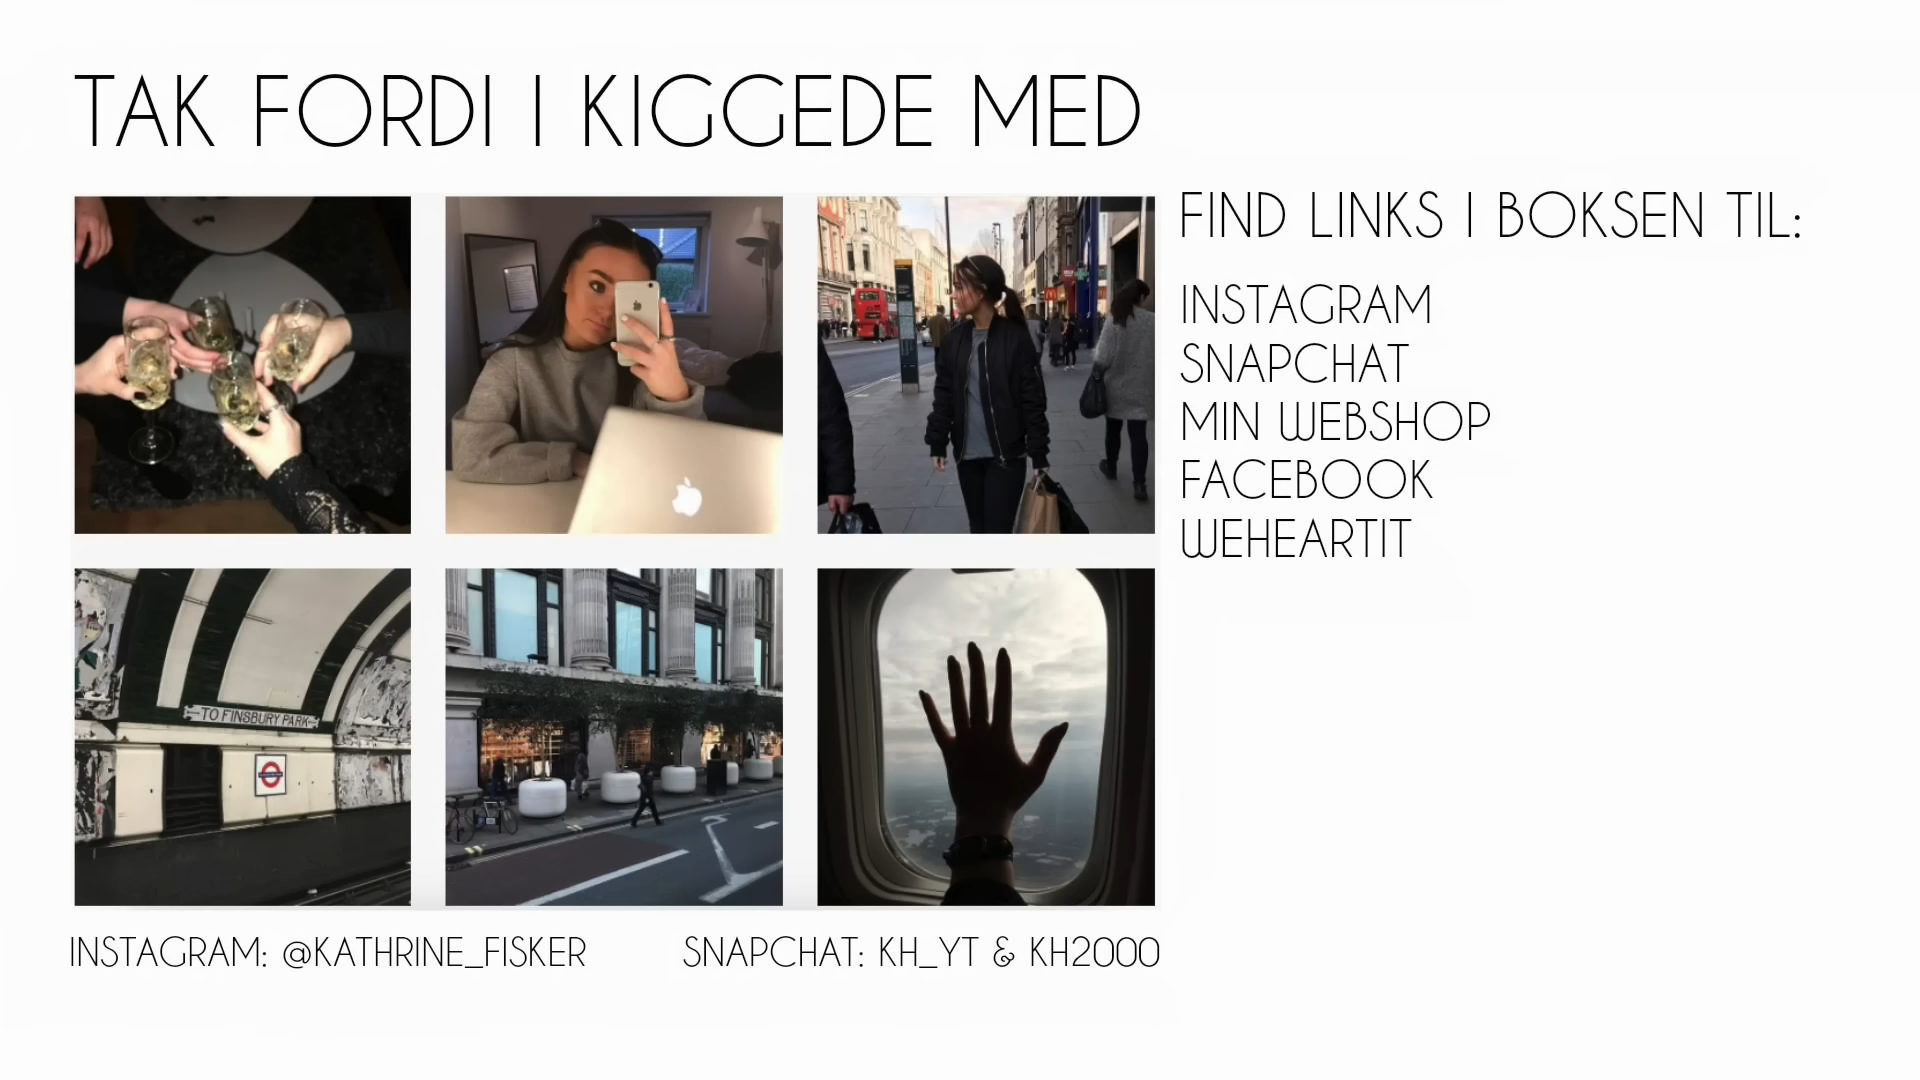 TAK FORDI I KIGGEDE MED
FIND LINKS I BOKSEN TIL:
INSTAGRAM
SNAPCHAT
MIN WEBSHOP
FACEBOOK
WEHEARTIT
TO FINSBURY PARK
INSTAGRAM: @KATHRINE_FISKER
SNAPCHAT: KH_YT & KH2000